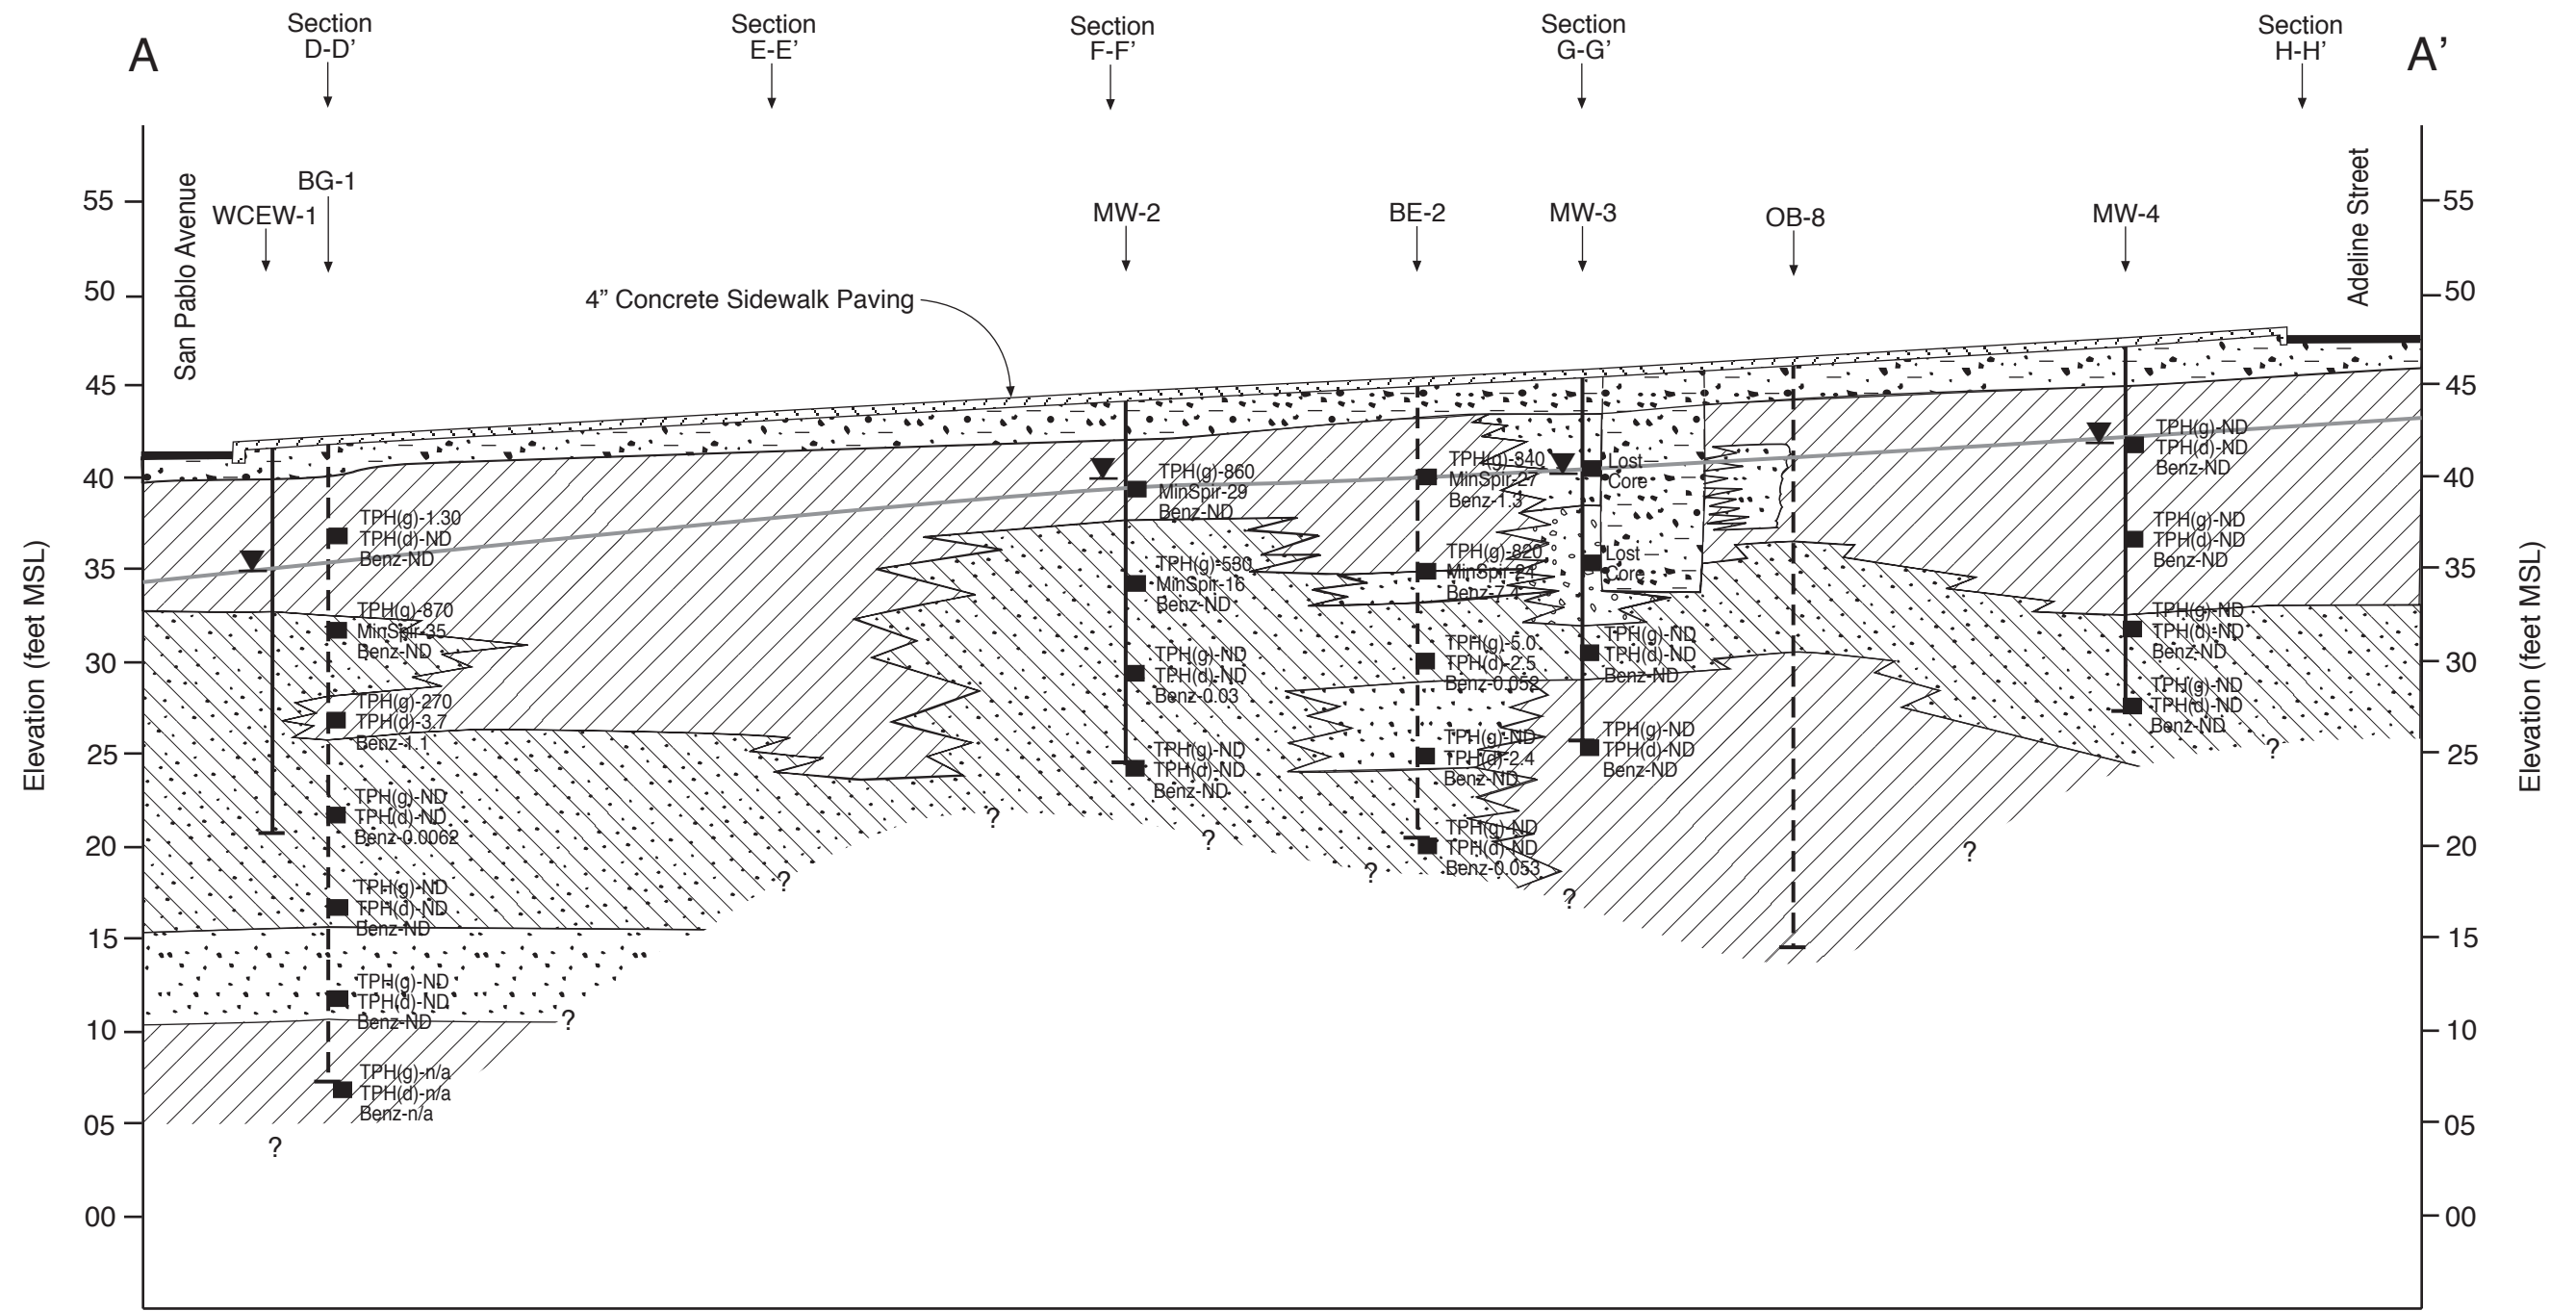 A
Section
D-D’
Section
E-E’
Section
F-F’
Section
G-G’
Section
H-H’
A’
San Pablo Avenue
WCEW-1
BG-1
MW-2
BE-2
MW-3
OB-8
MW-4
Adeline Street
4” Concrete Sidewalk Paving
Elevation (feet MSL)
55
50
45
40
35
30
25
20
15
10
05
00
TPH(g)-1.30
TPH(d)-ND
Benz-ND
TPH(g)-870
MinSpir-35
Benz-ND
TPH(g)-270
TPH(d)-3.7
Benz-1.1
TPH(g)-ND
TPH(d)-ND
Benz-0.0062
TPH(g)-ND
TPH(d)-ND
Benz-ND
TPH(g)-ND
TPH(d)-ND
Benz-ND
TPH(g)-n/a
TPH(d)-n/a
Benz-n/a
TPH(g)-860
MinSpir-29
Benz-ND
TPH(g)-530
MinSpir-16
Benz-ND
TPH(g)-ND
TPH(d)-ND
Benz-0.03
TPH(g)-ND
TPH(d)-ND
Benz-ND
MinSpir-27
Benz-1.3
TPH(g)-820
MinSpir-24
Benz-7.4
TPH(g)-5.0
TPH(d)-2.5
Benz-0.052
TPH(g)-ND
TPH(d)-2.4
Benz-ND
TPH(g)-ND
TPH(d)-ND
Benz-0.053
Lost
Core
Lost
Core
TPH(g)-ND
TPH(d)-ND
Benz-ND
TPH(g)-ND
TPH(d)-ND
Benz-ND
TPH(g)-ND
TPH(d)-ND
Benz-ND
TPH(g)-ND
TPH(d)-ND
Benz-ND
TPH(g)-ND
TPH(d)-ND
Benz-ND
TPH(g)-ND
TPH(d)-ND
Benz-ND
?
?
?
?
?
?
?
?
?
?
55
50
45
40
35
30
25
20
15
10
05
00
Elevation (feet MSL)